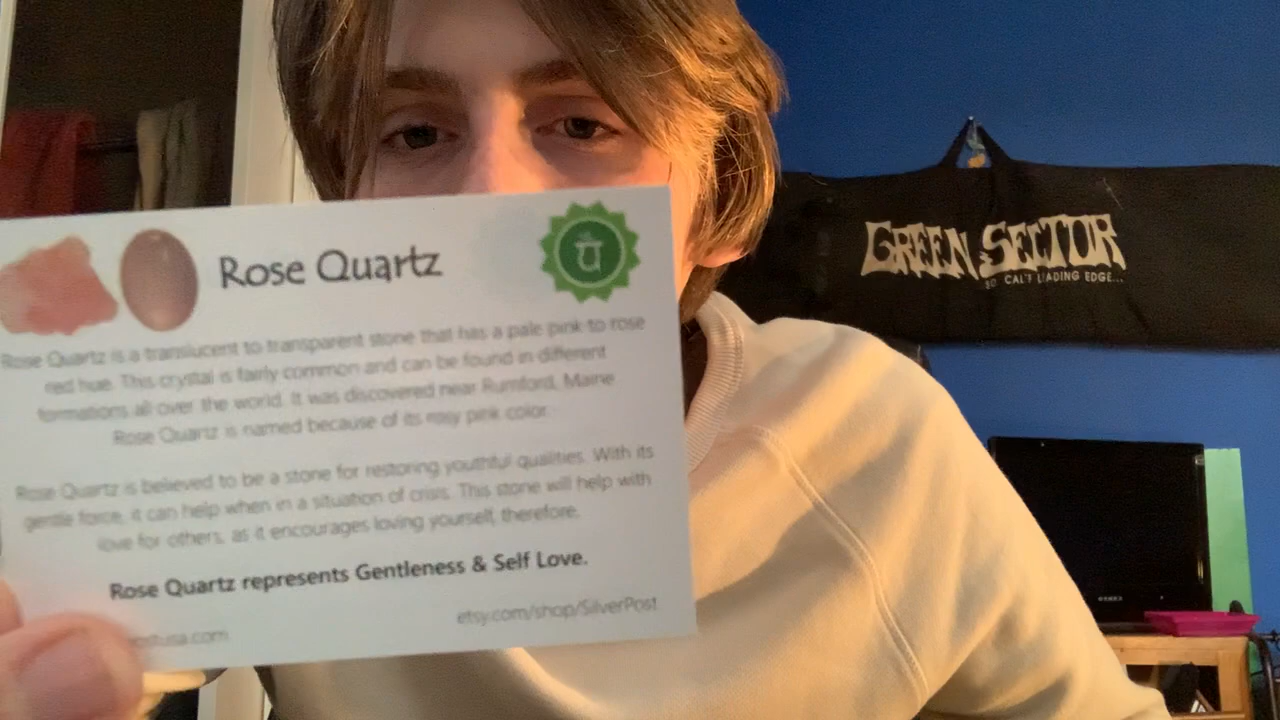 Rose Quartz
य
Rose Quartz is a translucent to transparent stone that has a pale pink to rose
red hue. This crystal is fairly common and can be found in different
formations all over the world. It was discovered near Rumford, Maine
Rose Quartz is named because of its rosy pink color.
Rose Quartz is believed to be a stone for restoring youthful qualities. With its
gentle force, it can help when in a situation of crisis. This stone will help with
love for others, as it encourages loving yourself, therefore.
Rose Quartz represents Gentleness & Self Love.
etsy.com/shop/SilverPost
GREEN SECTOR
SO. CAL'S LEADING EDGE...